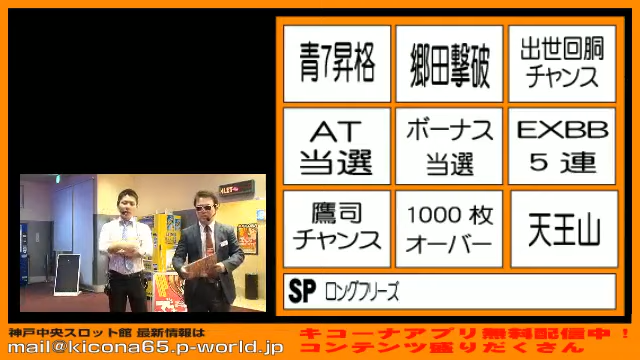 青7昇格
郷田撃破
出世回胴
チャンス
AT
当選
ボーナス
当選
EXBB
5連
鷹司
チャンス
1000枚
オーバー
天王山
SP ロングフリーズ
神戸中央スロット館 最新情報は
mail@kicona65.p-world.jp
キコーナアプリ無料配信中!
コンテンツ盛りだくさん